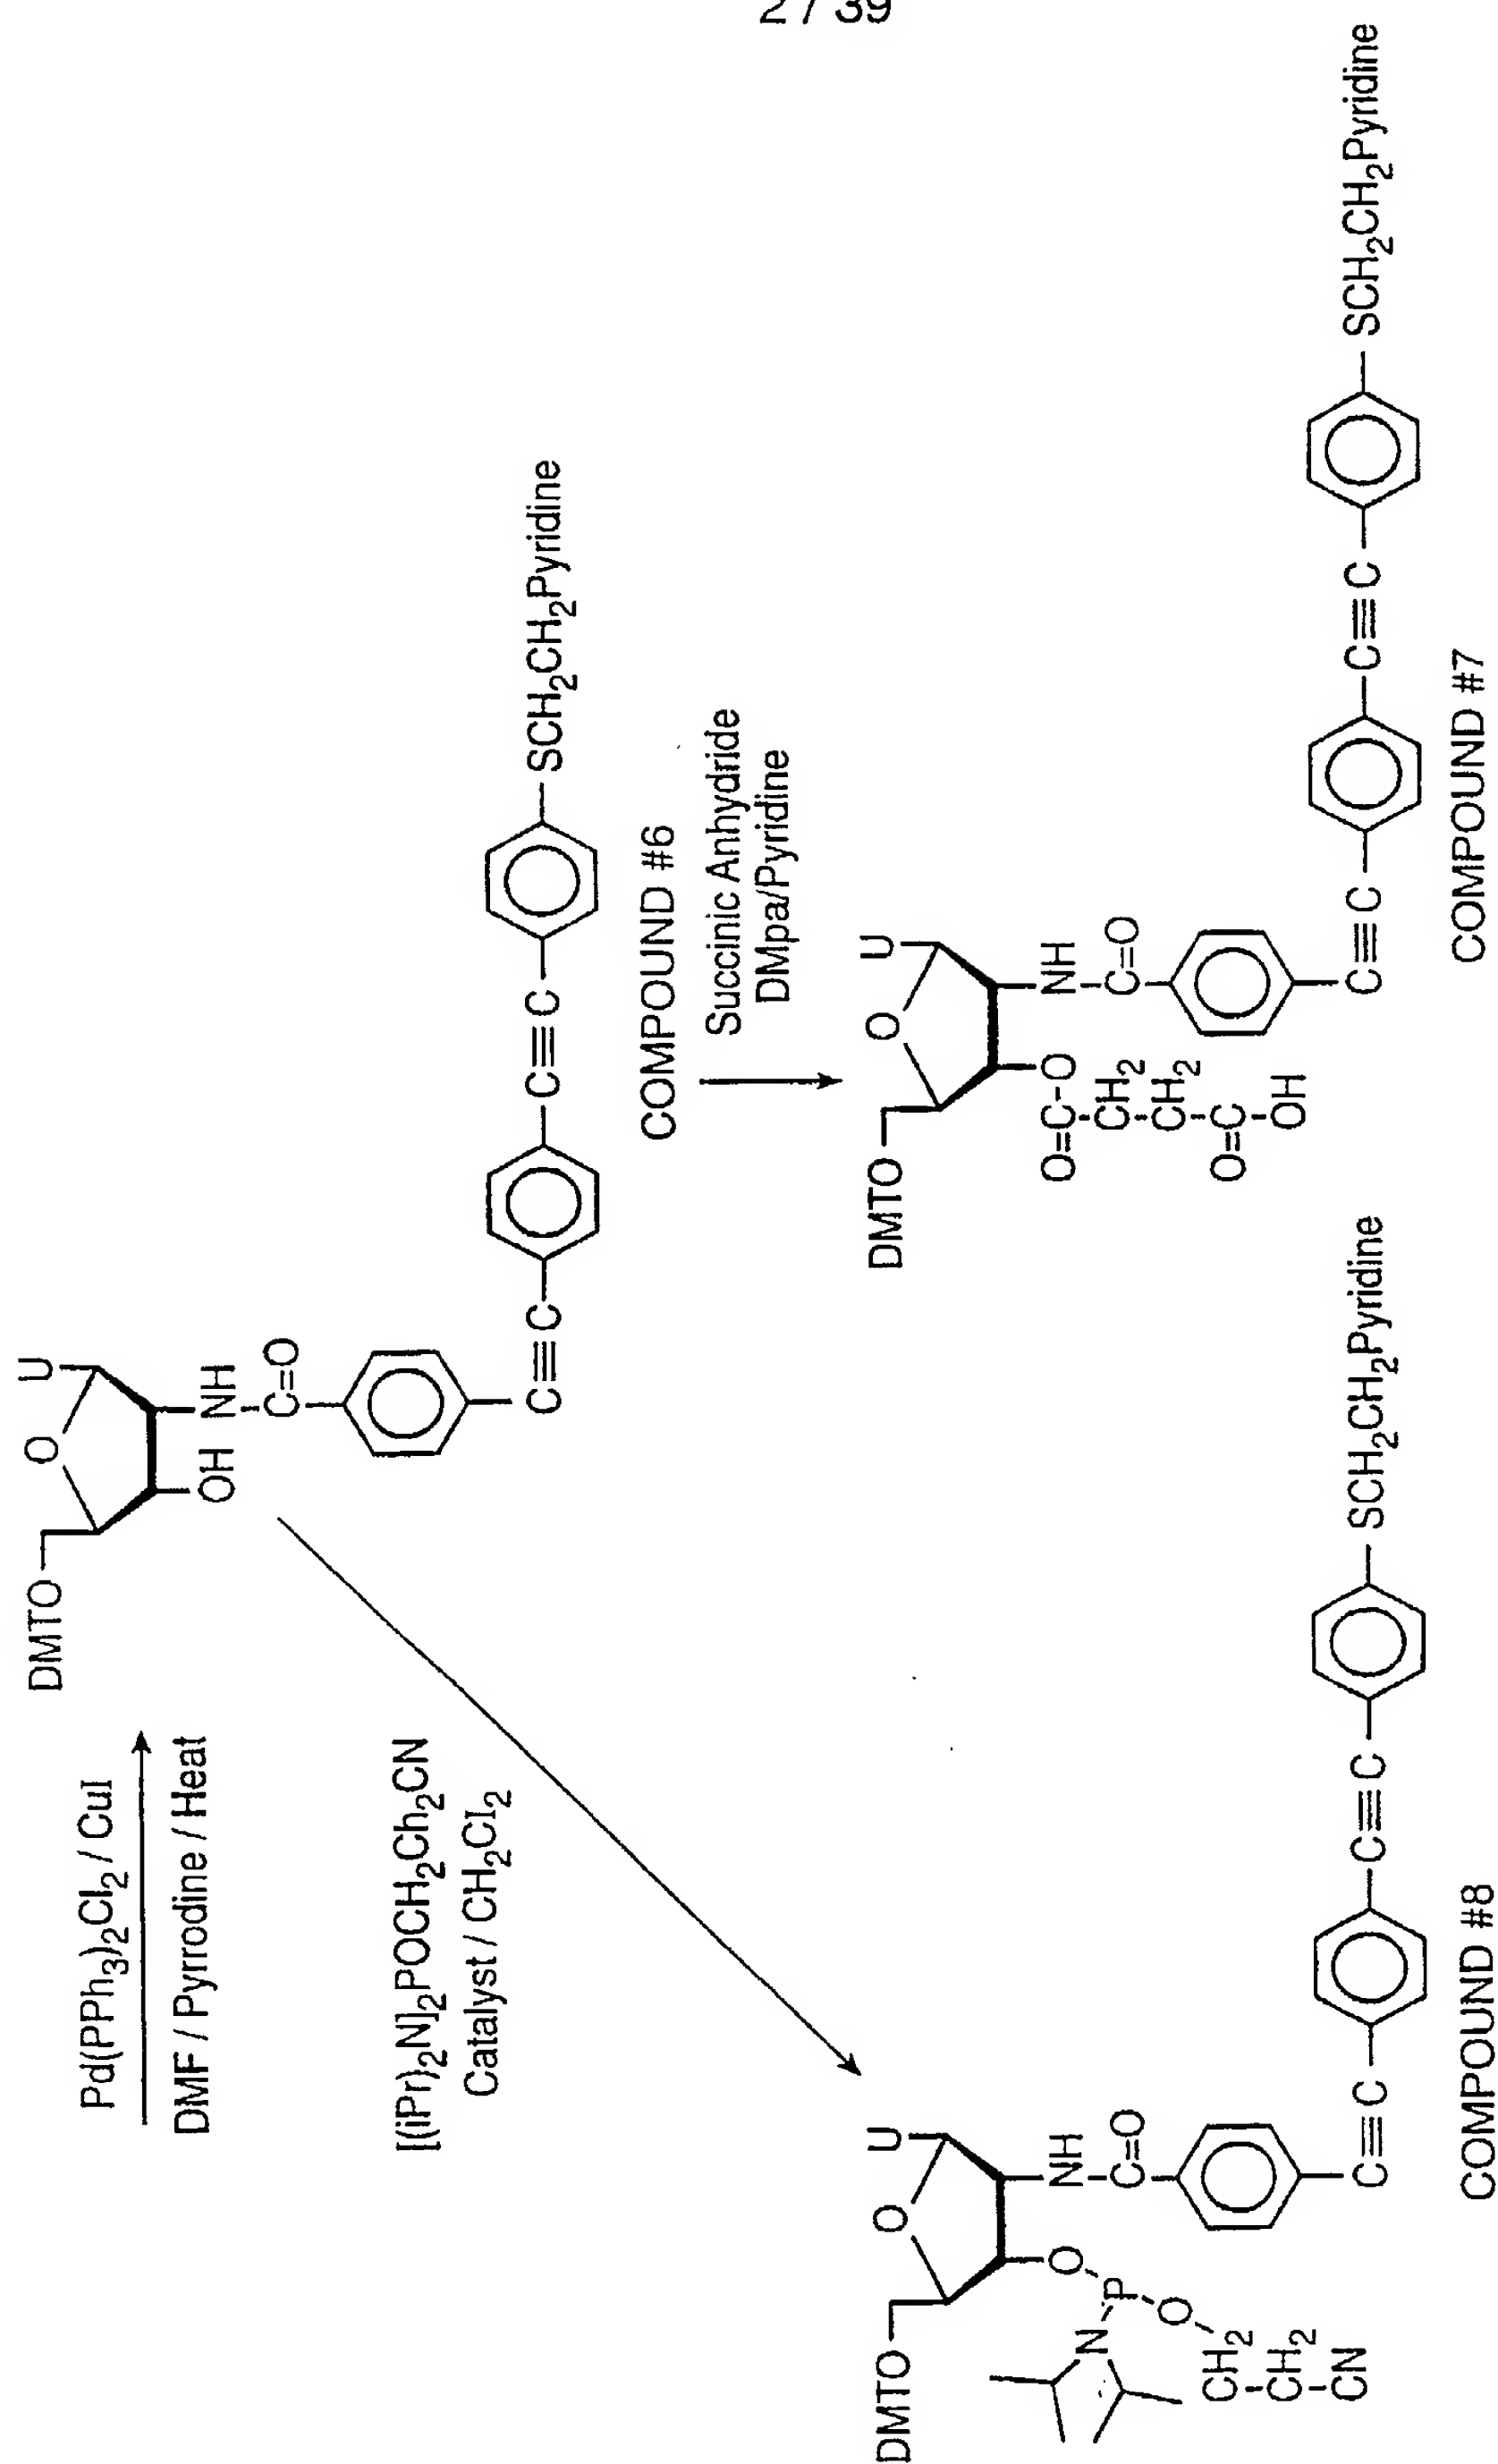 2 / 39
Pd(PPh3)2Cl2 / CuI
DMF / Pyrrodine / Heat
DMTO
O
U
OH
NH
C=O
C≡C
C≡C
SCH2CH2Pyridine
COMPOUND #6
[(iPr)2N]2POCH2Ch2CN
Catalyst / CH2Cl2
Succinic Anhydride
DMpa/Pyridine
DMTO
O
U
O
NH
P
N
O
C=O
CH2
CH2
CN
C≡C
C≡C
SCH2CH2Pyridine
COMPOUND #8
DMTO
O
U
O=C-O
NH
CH2
C=O
CH2
O=C
OH
C≡C
C≡C
SCH2CH2Pyridine
COMPOUND #7